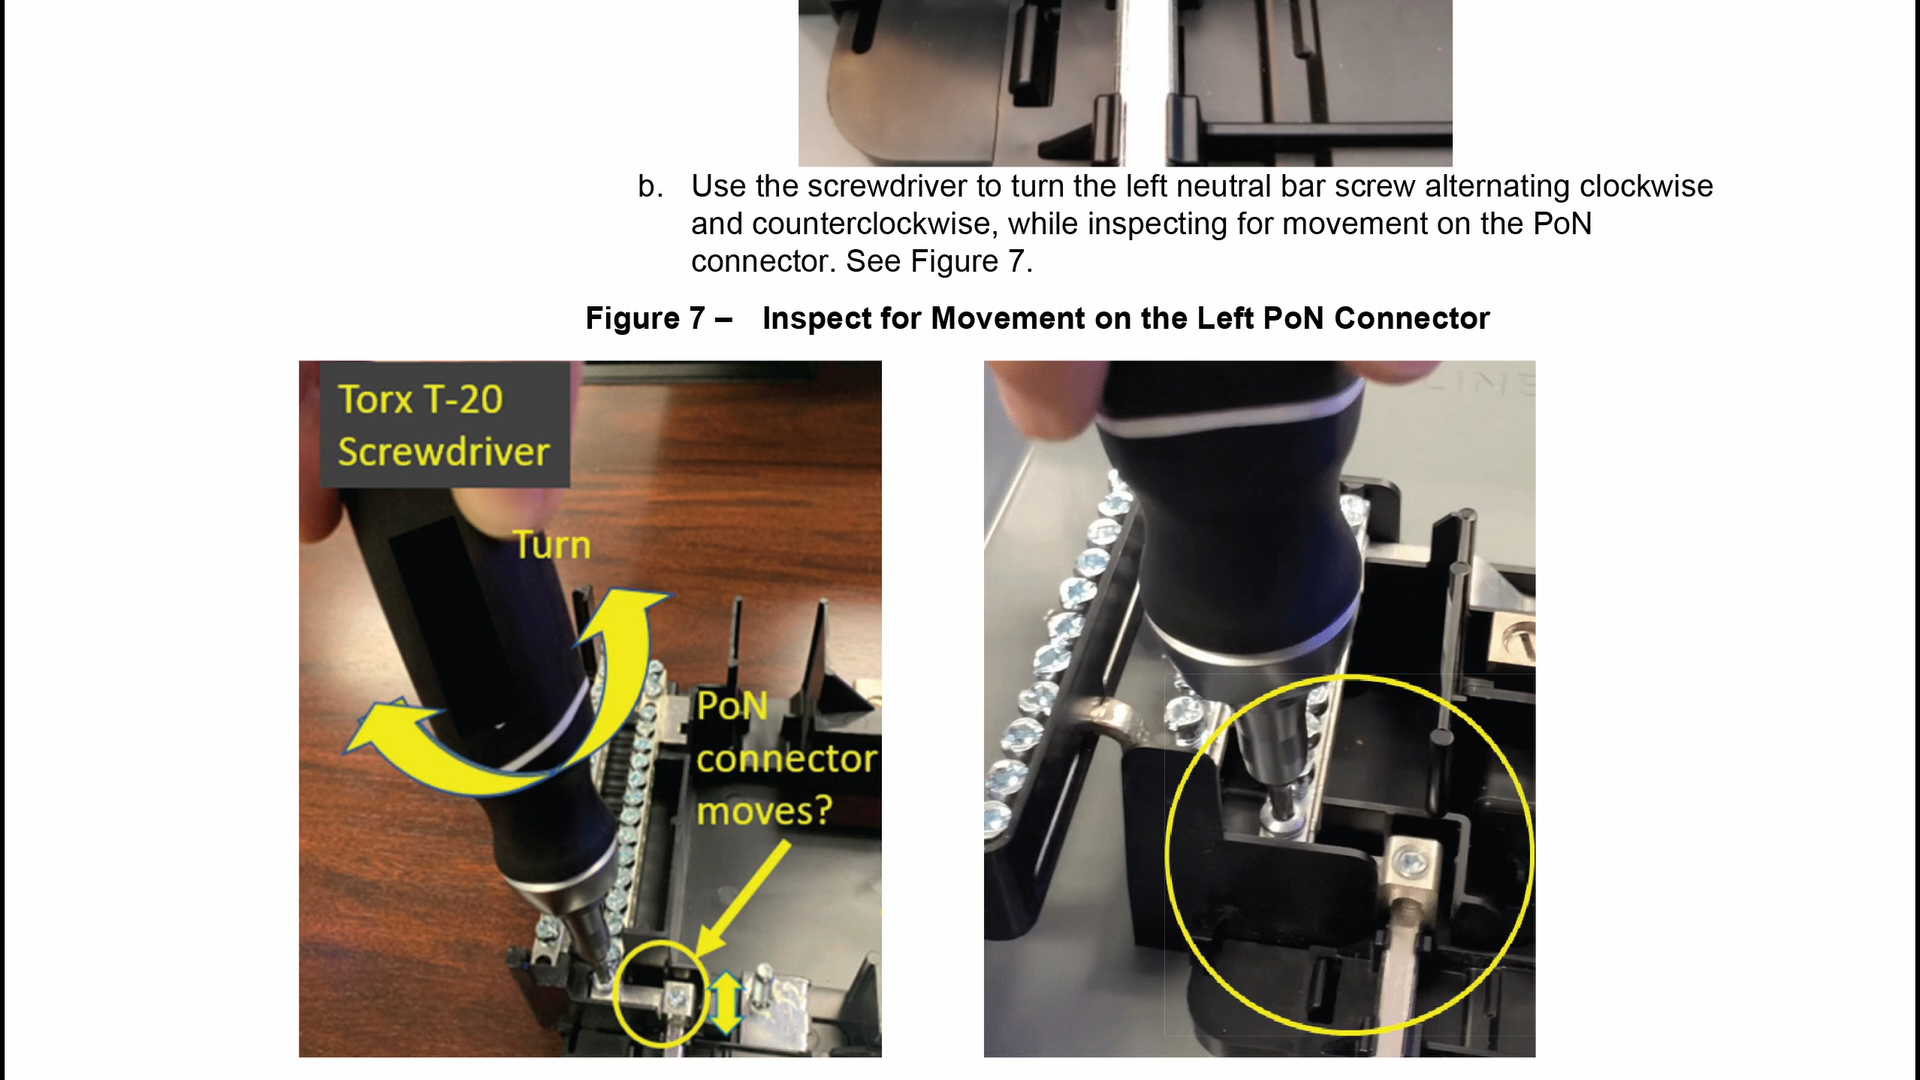 b. Use the screwdriver to turn the left neutral bar screw alternating clockwise
and counterclockwise, while inspecting for movement on the PoN
connector. See Figure 7.
Figure 7 – Inspect for Movement on the Left PoN Connector
Torx T-20
Screwdriver
Turn
PoN
connector
moves?